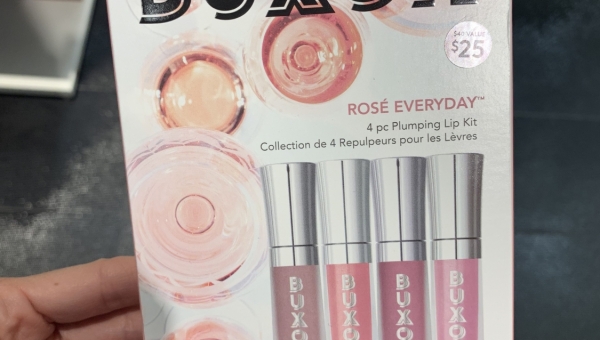 BUXOM
$25
ROSÉ EVERYDAY™
4 pc Plumping Lip Kit
Collection de 4 Repulpeurs pour les Lèvres
BUXO
BUXO
BUXO
BUXO